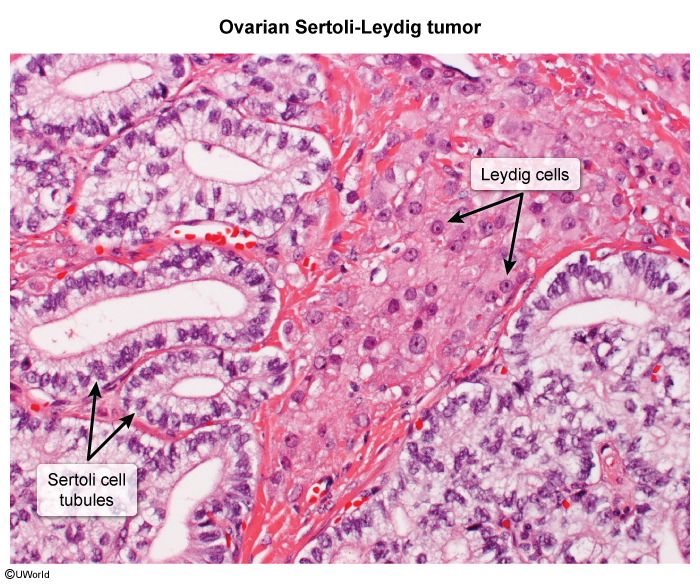 Ovarian Sertoli-Leydig tumor
Leydig cells
Sertoli cell
tubules
©UWorld